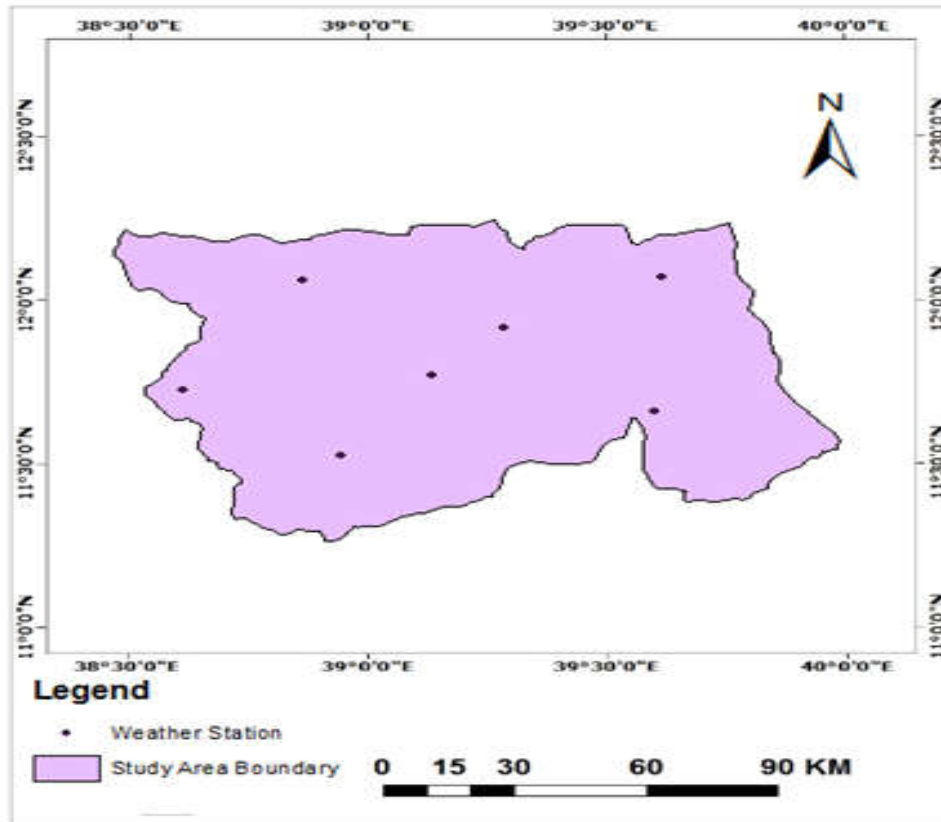 38°30'0"E 39°0'0"E 39°30'0"E 40°0'0"E
N
12°30'0"N 12°30'0"N
12°0'0"N 12°0'0"N
11°30'0"N 11°30'0"N
11°0'0"N 11°0'0"N
38°30'0"E 39°0'0"E 39°30'0"E 40°0'0"E
Legend
Weather Station
Study Area Boundary
0 15 30 60 90 KM